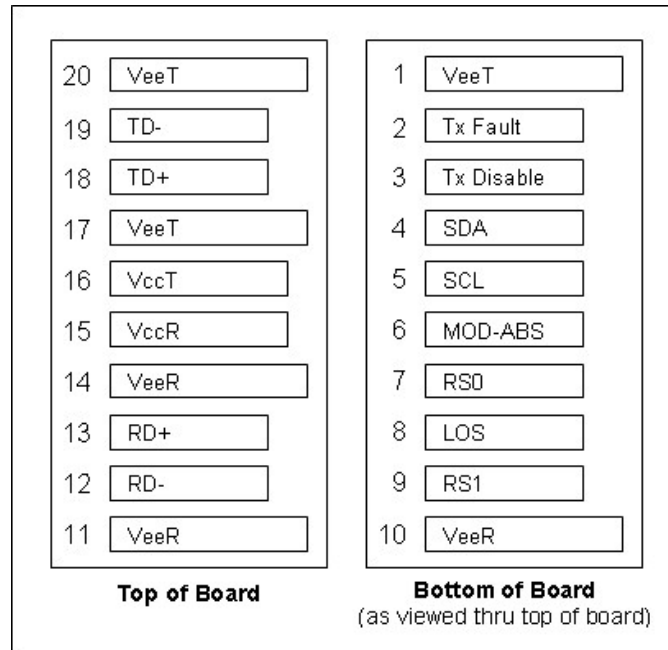 20 VeeT
19 TD-
18 TD+
17 VeeT
16 VccT
15 VccR
14 VeeR
13 RD+
12 RD-
11 VeeR
Top of Board
1 VeeT
2 Tx Fault
3 Tx Disable
4 SDA
5 SCL
6 MOD-ABS
7 RS0
8 LOS
9 RS1
10 VeeR
Bottom of Board
(as viewed thru top of board)